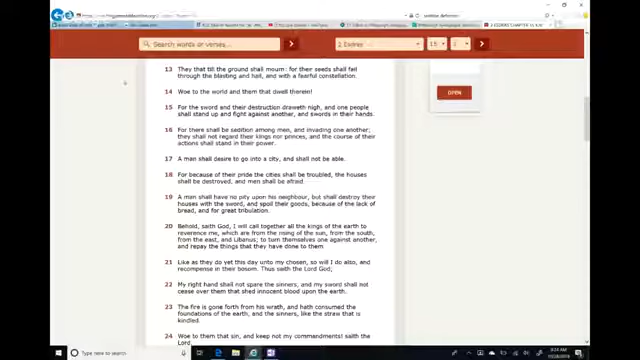 Search words or verses...
2 Esdras
15
OPEN
13 They that till the ground shall mourn: for their seeds shall fail
through the blasting and hail, and with a fearful constellation.
14 Woe to the world and them that dwell therein!
15 For the sword and their destruction draweth nigh, and one people
shall stand up and fight against another, and swords in their hands.
16 For there shall be sedition among men, and invading one another;
they shall not regard their kings nor princes, and the course of their
actions shall stand in their power.
17 A man shall desire to go into a city, and shall not be able.
18 For because of their pride the cities shall be troubled, the houses
shall be destroyed, and men shall be afraid.
19 A man shall have no pity upon his neighbour, but shall destroy their
houses with the sword, and spoil their goods, because of the lack of
bread, and for great tribulation.
20 Behold, saith God, I will call together all the kings of the earth to
reverence me, which are from the rising of the sun, from the south,
from the east, and Libanus; to turn themselves one against another,
and repay the things that they have done to them.
21 Like as they do yet this day unto my chosen, so will I do also, and
recompense in their bosom. Thus saith the Lord God;
22 My right hand shall not spare the sinners, and my sword shall not
cease over them that shed innocent blood upon the earth.
23 The fire is gone forth from his wrath, and hath consumed the
foundations of the earth, and the sinners, like the straw that is
kindled.
24 Woe to them that sin, and keep not my commandments! saith the
Lord.
Type here to search